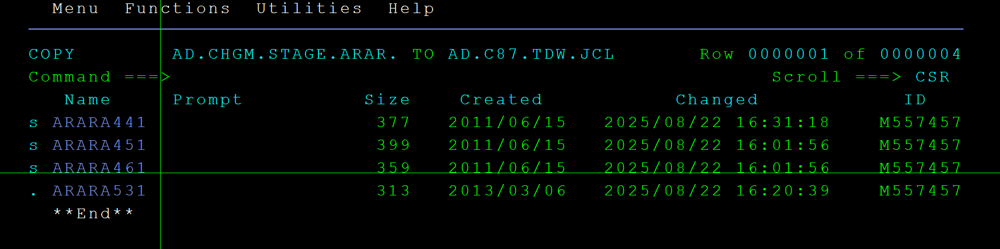 Menu Functions Utilities Help
COPY AD.CHGM.STAGE.ARAR. TO AD.C87.TDW.JCL Row 0000001 of 0000004
Command ===> Scroll ===> CSR
Name Prompt Size Created Changed ID
s ARARA441 377 2011/06/15 2025/08/22 16:31:18 M557457
s ARARA451 399 2011/06/15 2025/08/22 16:01:56 M557457
s ARARA461 359 2011/06/15 2025/08/22 16:01:56 M557457
. ARARA531 313 2013/03/06 2025/08/22 16:20:39 M557457
**End**